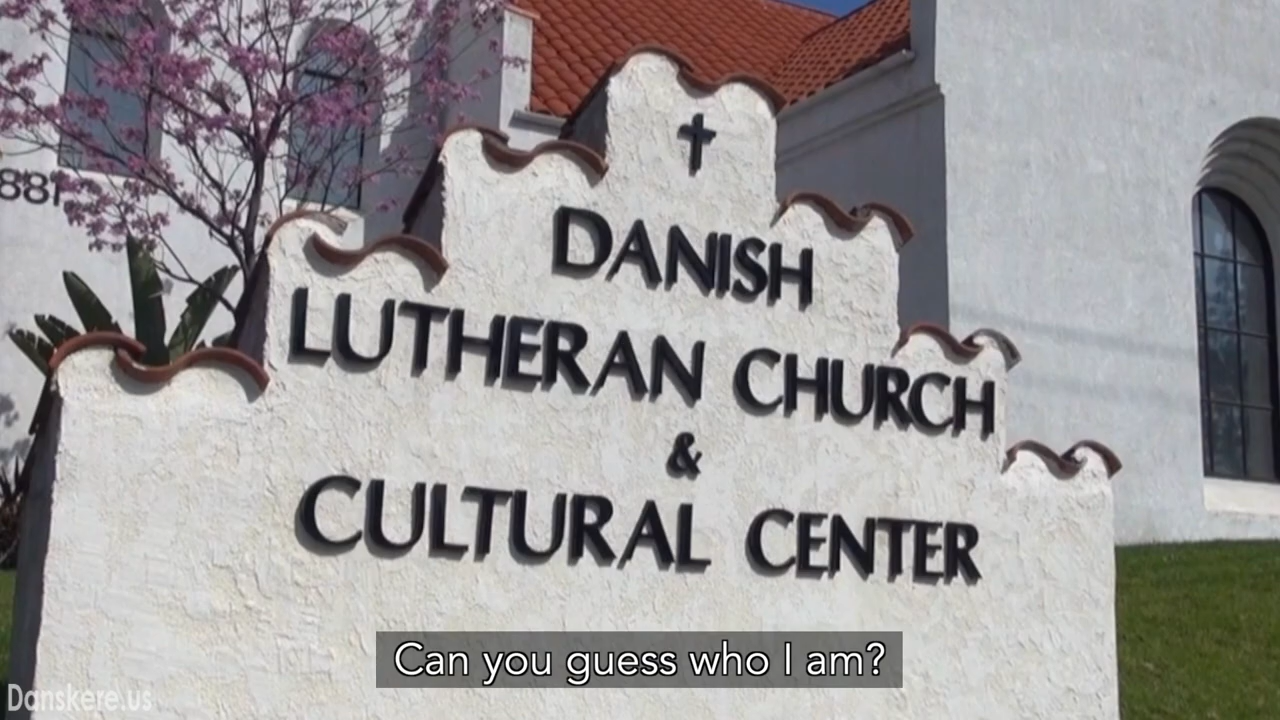 881
DANISH
LUTHERAN CHURCH
&
CULTURAL CENTER
Can you guess who I am?
Danskere.us